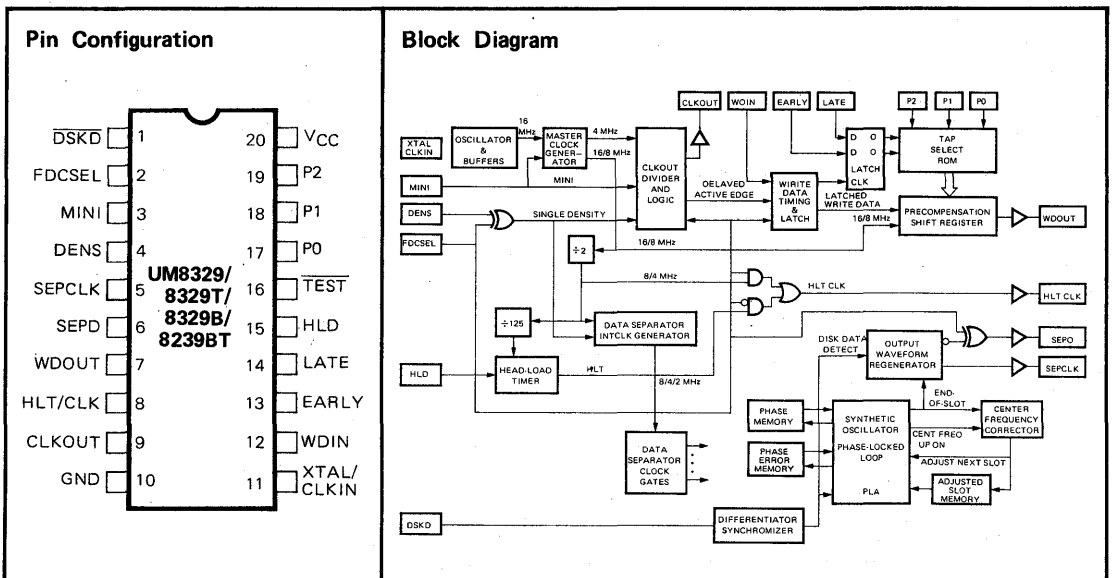 Pin Configuration
DSKD 1
FDCSEL 2
MINI 3
DENS 4
SEPCLK 5
SEPD 6
WDOUT 7
HLT/CLK 8
CLKOUT 9
GND 10
UM8329/
8329T/
8329B/
8239BT
20 VCC
19 P2
18 P1
17 P0
16 TEST
15 HLD
14 LATE
13 EARLY
12 WDIN
11 XTAL/
CLKIN
Block Diagram
CLKOUT
WOIN
EARLY
LATE
P2
P1
P0
XTAL
CLKIN
OSCILLATOR
&
BUFFERS
16
MHz
MASTER
CLOCK
GENER-
ATOR
4 MHz
16/8 MHz
MINI
MINI
CLKOUT
DIVIDER
AND
LOGIC
D O
D O
LATCH
CLK
TAP
SELECT
ROM
DENS
SINGLE DENSITY
FDCSEL
DELAVED
ACTIVE EDGE
WIRITE
DATA
TIMING
&
LATCH
LATCHED
WRITE DATA
16/8 MHz
PRECOMPENSATION
SHIFT REGISTER
WDOUT
÷2
16/8 MHz
8/4 MHz
HLT CLK
HLT CLK
÷125
DATA SEPARATOR
INTCLK GENERATOR
DISK DATA
DETECT
OUTPUT
WAVEFORM
REGENERATOR
SEPO
SEPCLK
HLD
HEAD-LOAD
TIMER
HLT
8/4/2 MHz
END-
OF-SLOT
PHASE
MEMORY
PHASE
ERROR
MEMORY
SYNTHETIC
OSCILLATOR
PHASE-LOCKED
LOOP
PLA
CENTER
FREQUENCY
CORRECTOR
CENT FREO
UP ON
ADJUST NEXT SLOT
ADJUSTED
SLOT
MEMORY
DATA
SEPARATOR
CLOCK
GATES
DSKD
DIFFERENTIATOR
SYNCHRONIZER